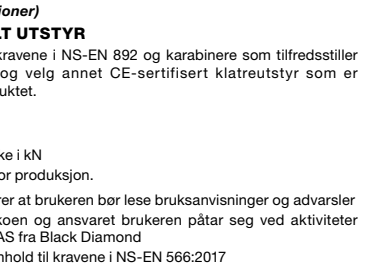 ioner)
LT UTSTYR
kravene i NS-EN 892 og karabinere som tilfredsstiller
og velg annet CE-sertifisert klatreutstyr som er
uktet.
ke i kN
or produksjon.
rer at brukeren bør lese bruksanvisninger og advarsler
koen og ansvaret brukeren påtar seg ved aktiviteter
AS fra Black Diamond
nhold til kravene i NS-EN 566:2017